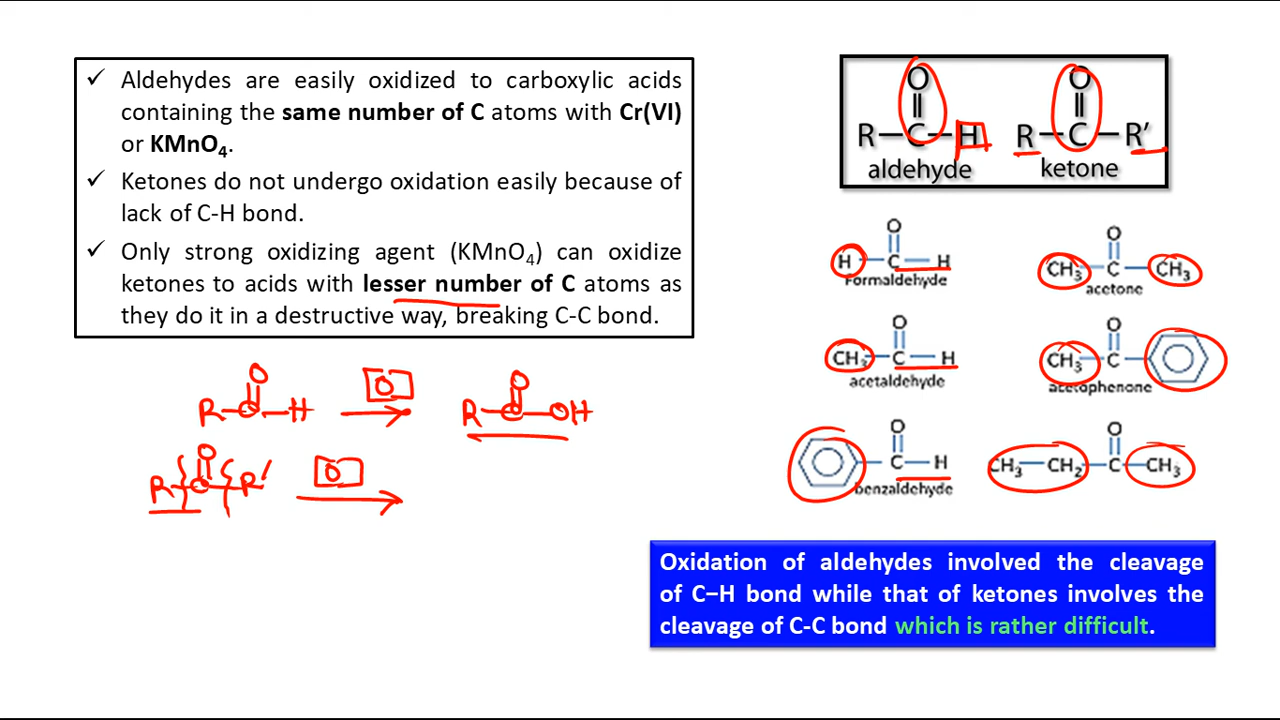 ✓ Aldehydes are easily oxidized to carboxylic acids
containing the same number of C atoms with Cr(VI)
or KMnO₄.
✓ Ketones do not undergo oxidation easily because of
lack of C-H bond.
✓ Only strong oxidizing agent (KMnO₄) can oxidize
ketones to acids with lesser number of C atoms as
they do it in a destructive way, breaking C-C bond.
O O
R C H R C R'
aldehyde ketone
O
H C H
Formaldehyde
O
CH₃ C CH₃
acetone
O
CH₃ C H
acetaldehyde
O
CH₃ C
acetophenone
O
C H
benzaldehyde
O
CH₃ CH₂ C CH₃
O O O
R C H R C OH
O O
R C R'
Oxidation of aldehydes involved the cleavage
of C–H bond while that of ketones involves the
cleavage of C-C bond which is rather difficult.